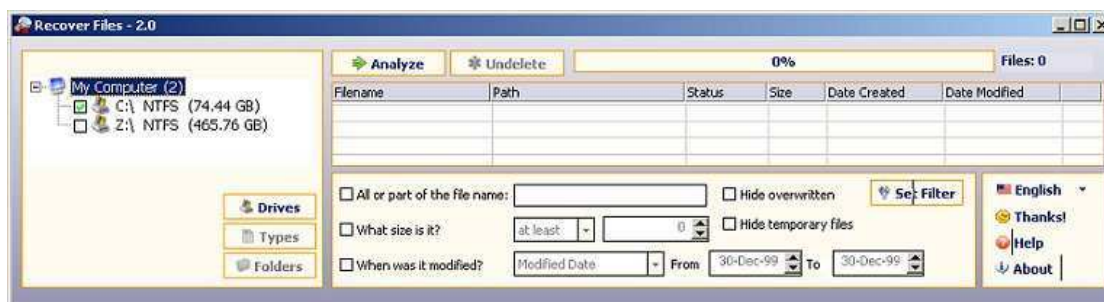 Recover Files - 2.0
My Computer (2)
C:\ NTFS (74.44 GB)
Z:\ NTFS (465.76 GB)
Drives
Types
Folders
Analyze Undelete 0% Files: 0
Filename Path Status Size Date Created Date Modified
All or part of the file name: Hide overwritten Set Filter
What size is it? at least 0 Hide temporary files
When was it modified? Modified Date From 30-Dec-99 To 30-Dec-99
English
Thanks!
Help
About